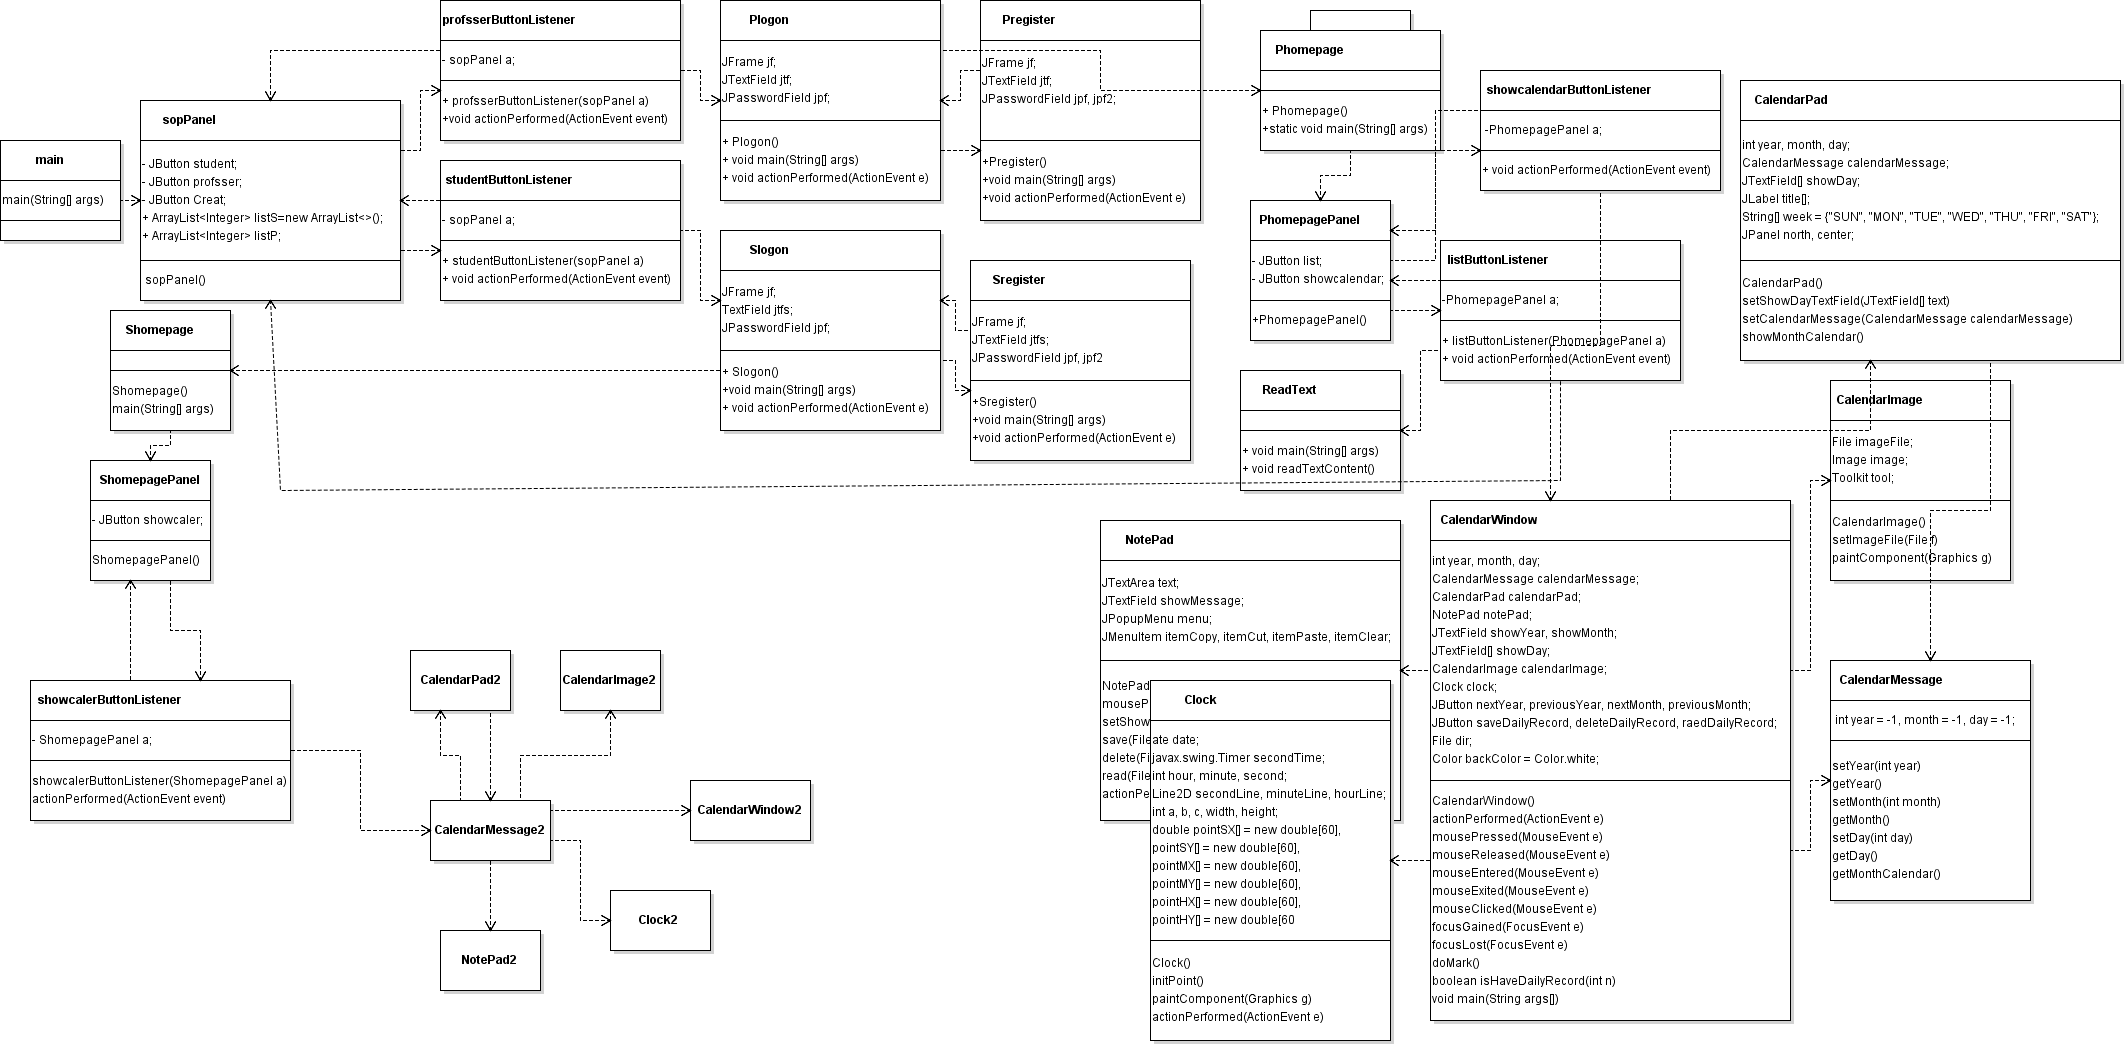 main
main(String[] args)
sopPanel
- JButton student;
- JButton profsser;
- JButton Creat;
+ ArrayList<Integer> listS=new ArrayList<>();
+ ArrayList<Integer> listP;
sopPanel()
profsserButtonListener
- sopPanel a;
+ profsserButtonListener(sopPanel a)
+void actionPerformed(ActionEvent event)
studentButtonListener
- sopPanel a;
+ studentButtonListener(sopPanel a)
+ void actionPerformed(ActionEvent event)
Plogon
JFrame jf;
JTextField jtf;
JPasswordField jpf;
+ Plogon()
+ void main(String[] args)
+ void actionPerformed(ActionEvent e)
Pregister
JFrame jf;
JTextField jtf;
JPasswordField jpf, jpf2;
+Pregister()
+void main(String[] args)
+void actionPerformed(ActionEvent e)
Slogon
JFrame jf;
TextField jtfs;
JPasswordField jpf;
+ Slogon()
+void main(String[] args)
+ void actionPerformed(ActionEvent e)
Sregister
JFrame jf;
JTextField jtfs;
JPasswordField jpf, jpf2
+Sregister()
+void main(String[] args)
+void actionPerformed(ActionEvent e)
Phomepage
+ Phomepage()
+static void main(String[] args)
showcalendarButtonListener
-PhomepagePanel a;
+ void actionPerformed(ActionEvent event)
PhomepagePanel
- JButton list;
- JButton showcalendar;
+PhomepagePanel()
listButtonListener
-PhomepagePanel a;
+ listButtonListener(PhomepagePanel a)
+ void actionPerformed(ActionEvent event)
ReadText
+ void main(String[] args)
+ void readTextContent()
CalendarPad
int year, month, day;
CalendarMessage calendarMessage;
JTextField[] showDay;
JLabel title[];
String[] week = {"SUN", "MON", "TUE", "WED", "THU", "FRI", "SAT"};
JPanel north, center;
CalendarPad()
setShowDayTextField(JTextField[] text)
setCalendarMessage(CalendarMessage calendarMessage)
showMonthCalendar()
CalendarImage
File imageFile;
Image image;
Toolkit tool;
CalendarImage()
setImageFile(File f)
paintComponent(Graphics g)
Shomepage
Shomepage()
main(String[] args)
ShomepagePanel
- JButton showcaler;
ShomepagePanel()
showcalerButtonListener
- ShomepagePanel a;
showcalerButtonListener(ShomepagePanel a)
actionPerformed(ActionEvent event)
CalendarPad2
CalendarImage2
CalendarMessage2
CalendarWindow2
Clock2
NotePad2
NotePad
JTextArea text;
JTextField showMessage;
JPopupMenu menu;
JMenuItem itemCopy, itemCut, itemPaste, itemClear;
NotePad
mouseP
setShow
save(File
delete(Fi
read(File
actionPe
Clock
ate date;
javax.swing.Timer secondTime;
int hour, minute, second;
Line2D secondLine, minuteLine, hourLine;
int a, b, c, width, height;
double pointSX[] = new double[60],
pointSY[] = new double[60],
pointMX[] = new double[60],
pointMY[] = new double[60],
pointHX[] = new double[60],
pointHY[] = new double[60
Clock()
initPoint()
paintComponent(Graphics g)
actionPerformed(ActionEvent e)
CalendarWindow
int year, month, day;
CalendarMessage calendarMessage;
CalendarPad calendarPad;
NotePad notePad;
JTextField showYear, showMonth;
JTextField[] showDay;
CalendarImage calendarImage;
Clock clock;
JButton nextYear, previousYear, nextMonth, previousMonth;
JButton saveDailyRecord, deleteDailyRecord, raedDailyRecord;
File dir;
Color backColor = Color.white;
CalendarWindow()
actionPerformed(ActionEvent e)
mousePressed(MouseEvent e)
mouseReleased(MouseEvent e)
mouseEntered(MouseEvent e)
mouseExited(MouseEvent e)
mouseClicked(MouseEvent e)
focusGained(FocusEvent e)
focusLost(FocusEvent e)
doMark()
boolean isHaveDailyRecord(int n)
void main(String args[])
CalendarMessage
int year = -1, month = -1, day = -1;
setYear(int year)
getYear()
setMonth(int month)
getMonth()
setDay(int day)
getDay()
getMonthCalendar()